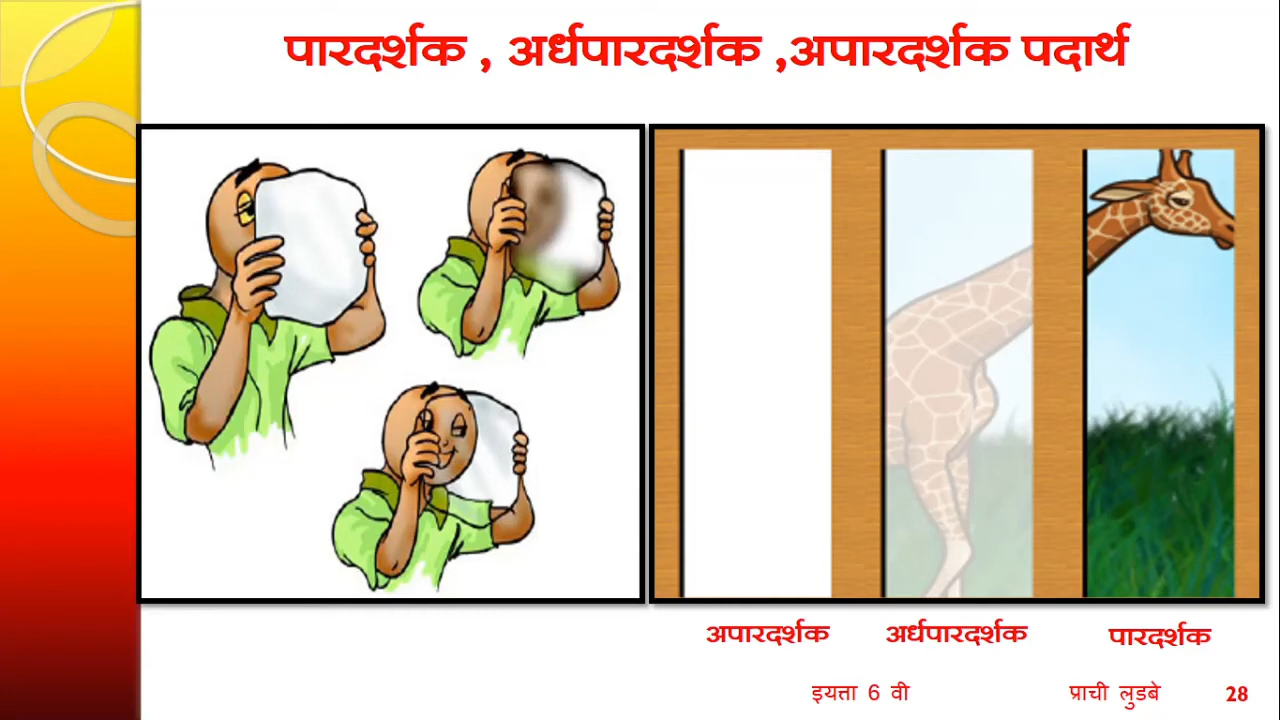 पारदर्शक , अर्धपारदर्शक ,अपारदर्शक पदार्थ
अपारदर्शक अर्धपारदर्शक पारदर्शक
इयत्ता 6 वी प्राची लुडबे 28